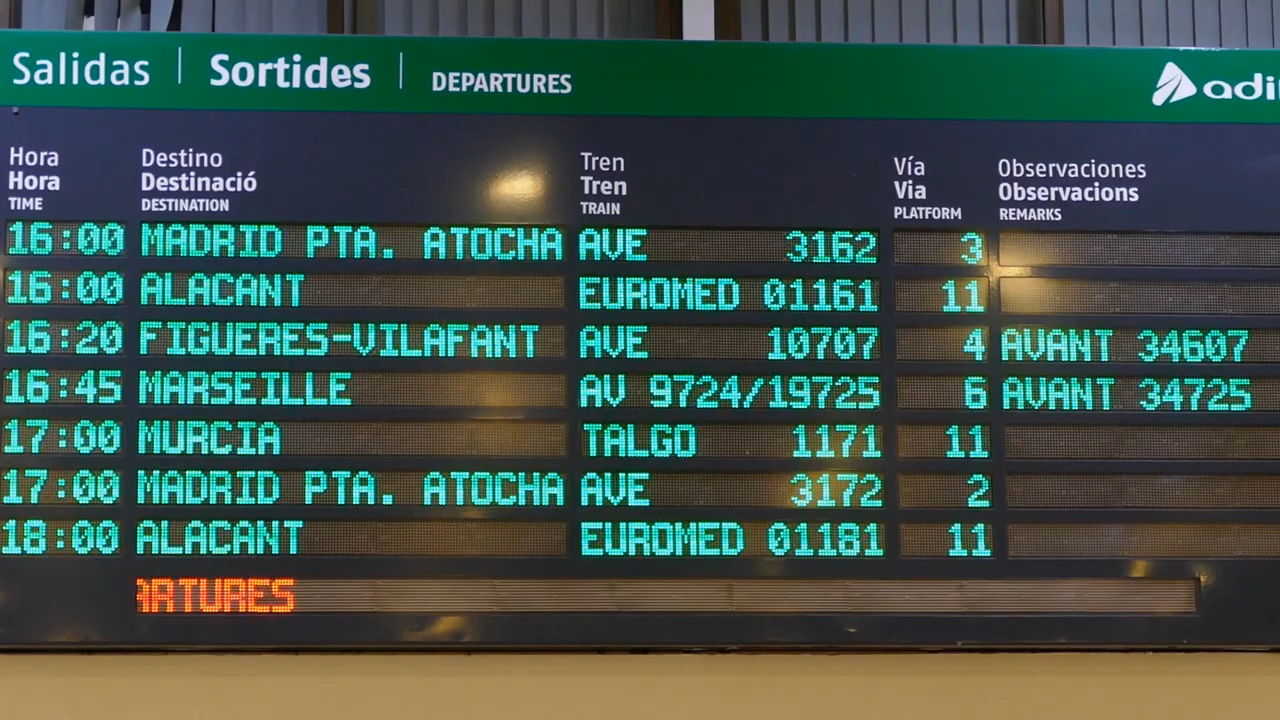 Salidas | Sortides | DEPARTURES adi
Hora Destino Tren Vía Observaciones
Hora Destinació Tren Via Observacions
TIME DESTINATION TRAIN PLATFORM REMARKS
16:00 MADRID PTA. ATOCHA AVE 3162 3
16:00 ALACANT EUROMED 01161 11
16:20 FIGUERES-VILAFANT AVE 10707 4 AVANT 34607
16:45 MARSEILLE AV 9724/19725 6 AVANT 34725
17:00 MURCIA TALGO 1171 11
17:00 MADRID PTA. ATOCHA AVE 3172 2
18:00 ALACANT EUROMED 01181 11
ARTURES